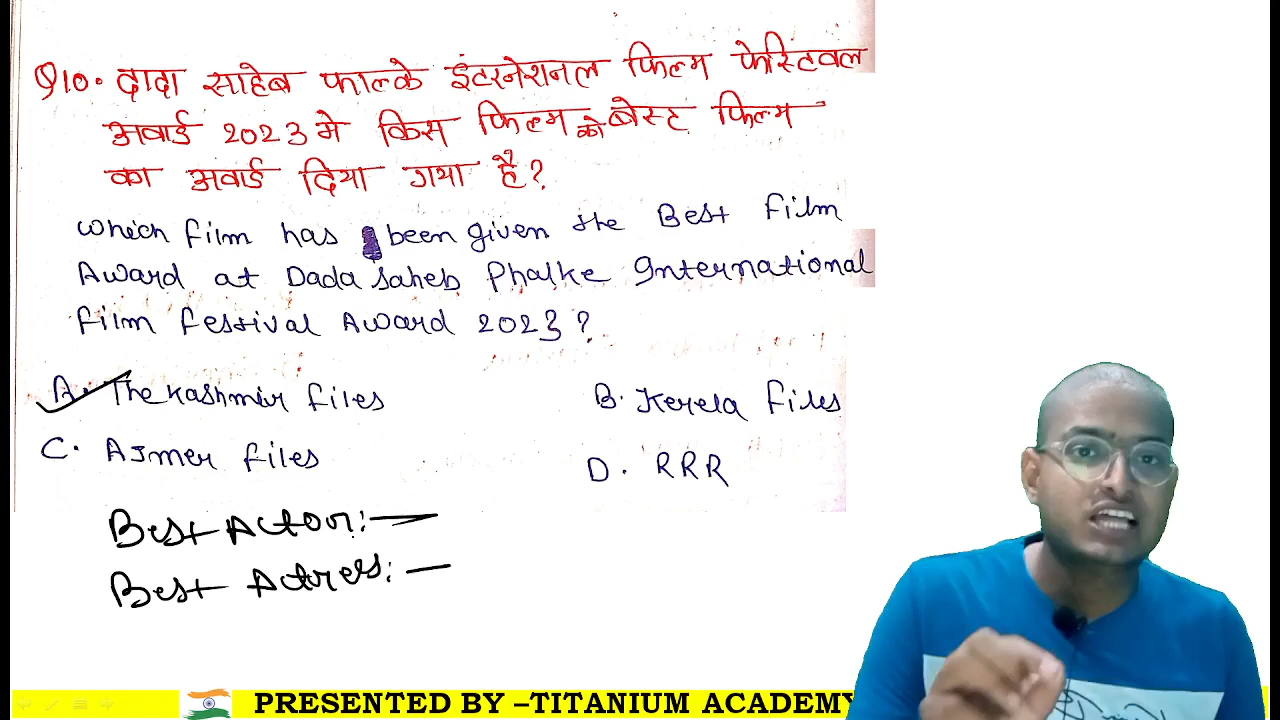 Q10. दादा साहेब फाल्के इंटरनेशनल फिल्म फेस्टिवल
अवार्ड 2023 मे किस फिल्म को बेस्ट फिल्म
का अवार्ड दिया गया है?
which film has been given the Best Film
Award at Dada Saheb Phalke International
Film Festival Award 2023?
A. The Kashmir files
B. Kerela Files
C. AJmer files
D. RRR
Best Actor:—
Best Actres:—
PRESENTED BY –TITANIUM ACADEMY